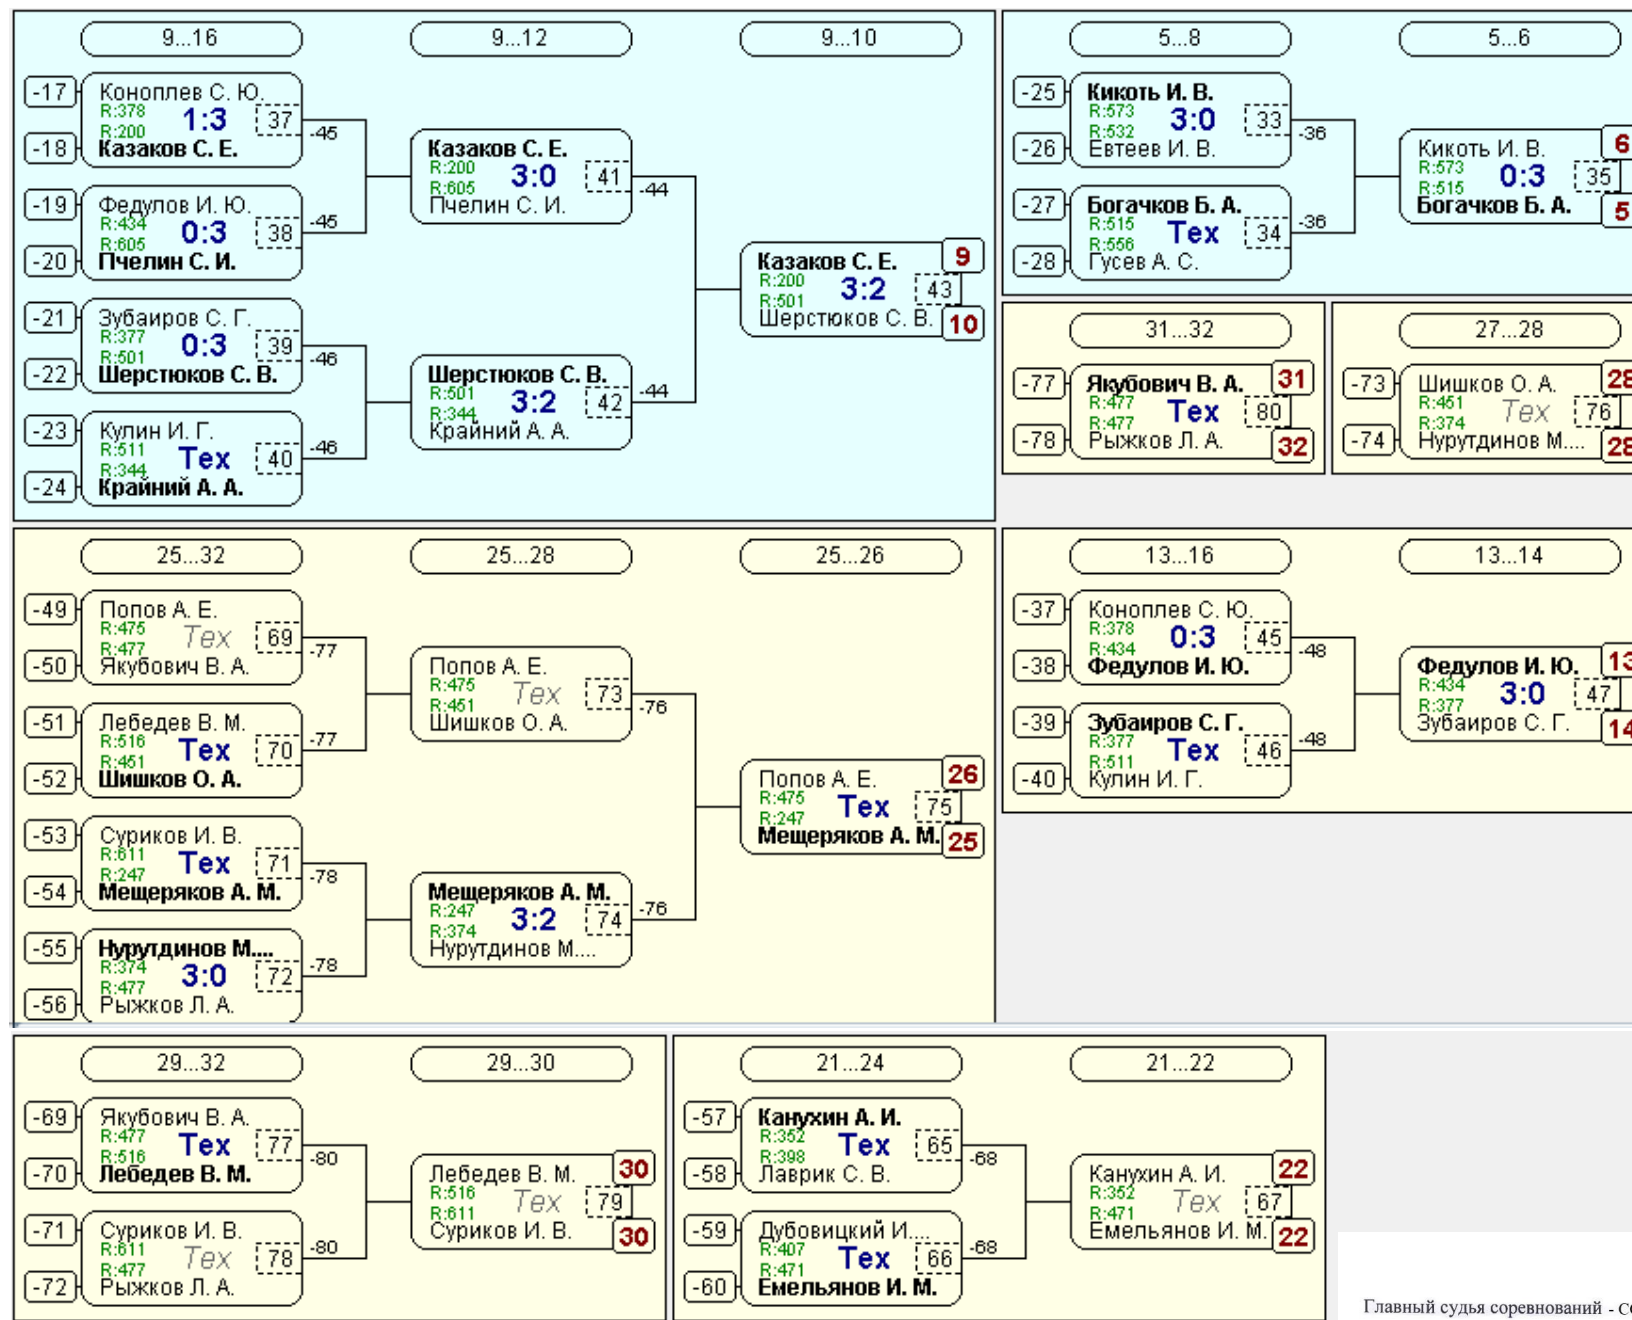 9...16
9...12
9...10
-17
Коноплев С. Ю.
R:378
1:3
37
-45
R:200
-18
Казаков С. Е.
-19
Федулов И. Ю.
R:434
0:3
38
-45
R:605
-20
Пчелин С. И.
-21
Зубаиров С. Г.
R:377
0:3
39
-46
R:501
-22
Шерстюков С. В.
-23
Кулин И. Г.
R:511
Тех
40
-46
R:344
-24
Крайний А. А.
Казаков С. Е.
R:200
3:0
41
-44
R:605
Пчелин С. И.
Шерстюков С. В.
R:501
3:2
42
-44
R:344
Крайний А. А.
Казаков С. Е.
9
R:200
3:2
43
R:501
Шерстюков С. В.
10
5...8
5...6
-25
Кикоть И. В.
R:573
3:0
33
-36
R:532
-26
Евтеев И. В.
-27
Богачков Б. А.
R:515
Тех
34
-36
R:556
-28
Гусев А. С.
Кикоть И. В.
6
R:573
0:3
35
R:515
Богачков Б. А.
5
31...32
-77
Якубович В. А.
31
R:477
Тех
80
R:477
-78
Рыжков Л. А.
32
27...28
-73
Шишков О. А.
28
R:451
Тех
76
R:374
-74
Нурутдинов М....
28
25...32
25...28
25...26
-49
Попов А. Е.
R:475
Тех
69
-77
R:477
-50
Якубович В. А.
-51
Лебедев В. М.
R:516
Тех
70
-77
R:451
-52
Шишков О. А.
-53
Суриков И. В.
R:611
Тех
71
-78
R:247
-54
Мещеряков А. М.
-55
Нурутдинов М....
R:374
3:0
72
-78
R:477
-56
Рыжков Л. А.
Попов А. Е.
R:475
Тех
73
-76
R:451
Шишков О. А.
Мещеряков А. М.
R:247
3:2
74
-76
R:374
Нурутдинов М....
Попов А. Е.
26
R:475
Тех
75
R:247
Мещеряков А. М.
25
13...16
13...14
-37
Коноплев С. Ю.
R:378
0:3
45
-48
R:434
-38
Федулов И. Ю.
-39
Зубаиров С. Г.
R:377
Тех
46
-48
R:511
-40
Кулин И. Г.
Федулов И. Ю.
13
R:434
3:0
47
R:377
Зубаиров С. Г.
14
29...32
29...30
-69
Якубович В. А.
R:477
Тех
77
-80
R:516
-70
Лебедев В. М.
-71
Суриков И. В.
R:611
Тех
78
-80
R:477
-72
Рыжков Л. А.
Лебедев В. М.
30
R:516
Тех
79
R:611
Суриков И. В.
30
21...24
21...22
-57
Канухин А. И.
R:352
Тех
65
-68
R:398
-58
Лаврик С. В.
-59
Дубовицкий И....
R:407
Тех
66
-68
R:471
-60
Емельянов И. М.
Канухин А. И.
22
R:352
Тех
67
R:471
Емельянов И. М.
22
Главный судья соревнований -